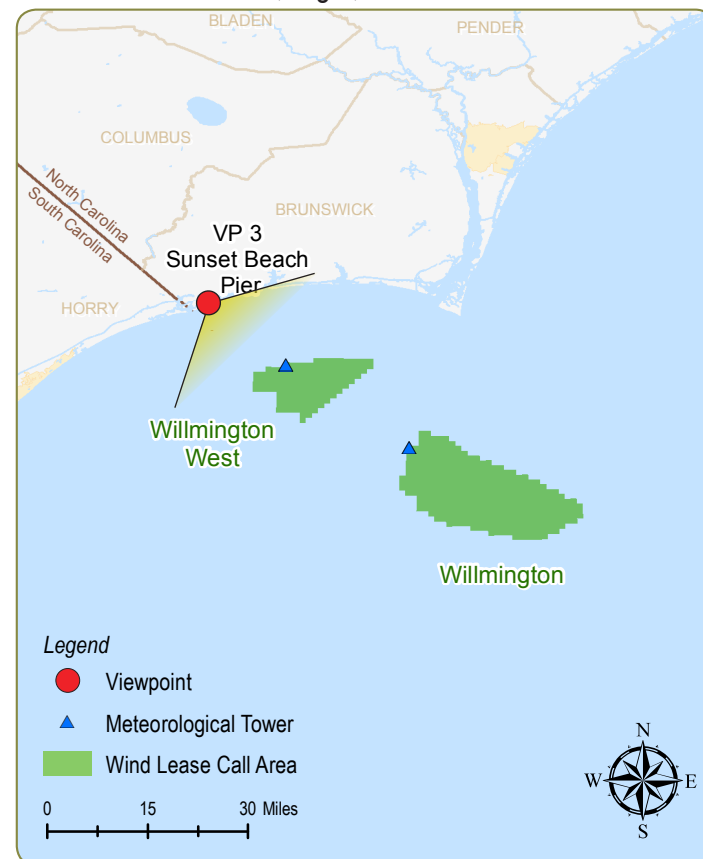 BLADEN
PENDER
COLUMBUS
North Carolina
South Carolina
BRUNSWICK
VP 3
Sunset Beach
Pier
HORRY
Willmington
West
Willmington
Legend
Viewpoint
Meteorological Tower
Wind Lease Call Area
0 15 30 Miles
N
W E
S